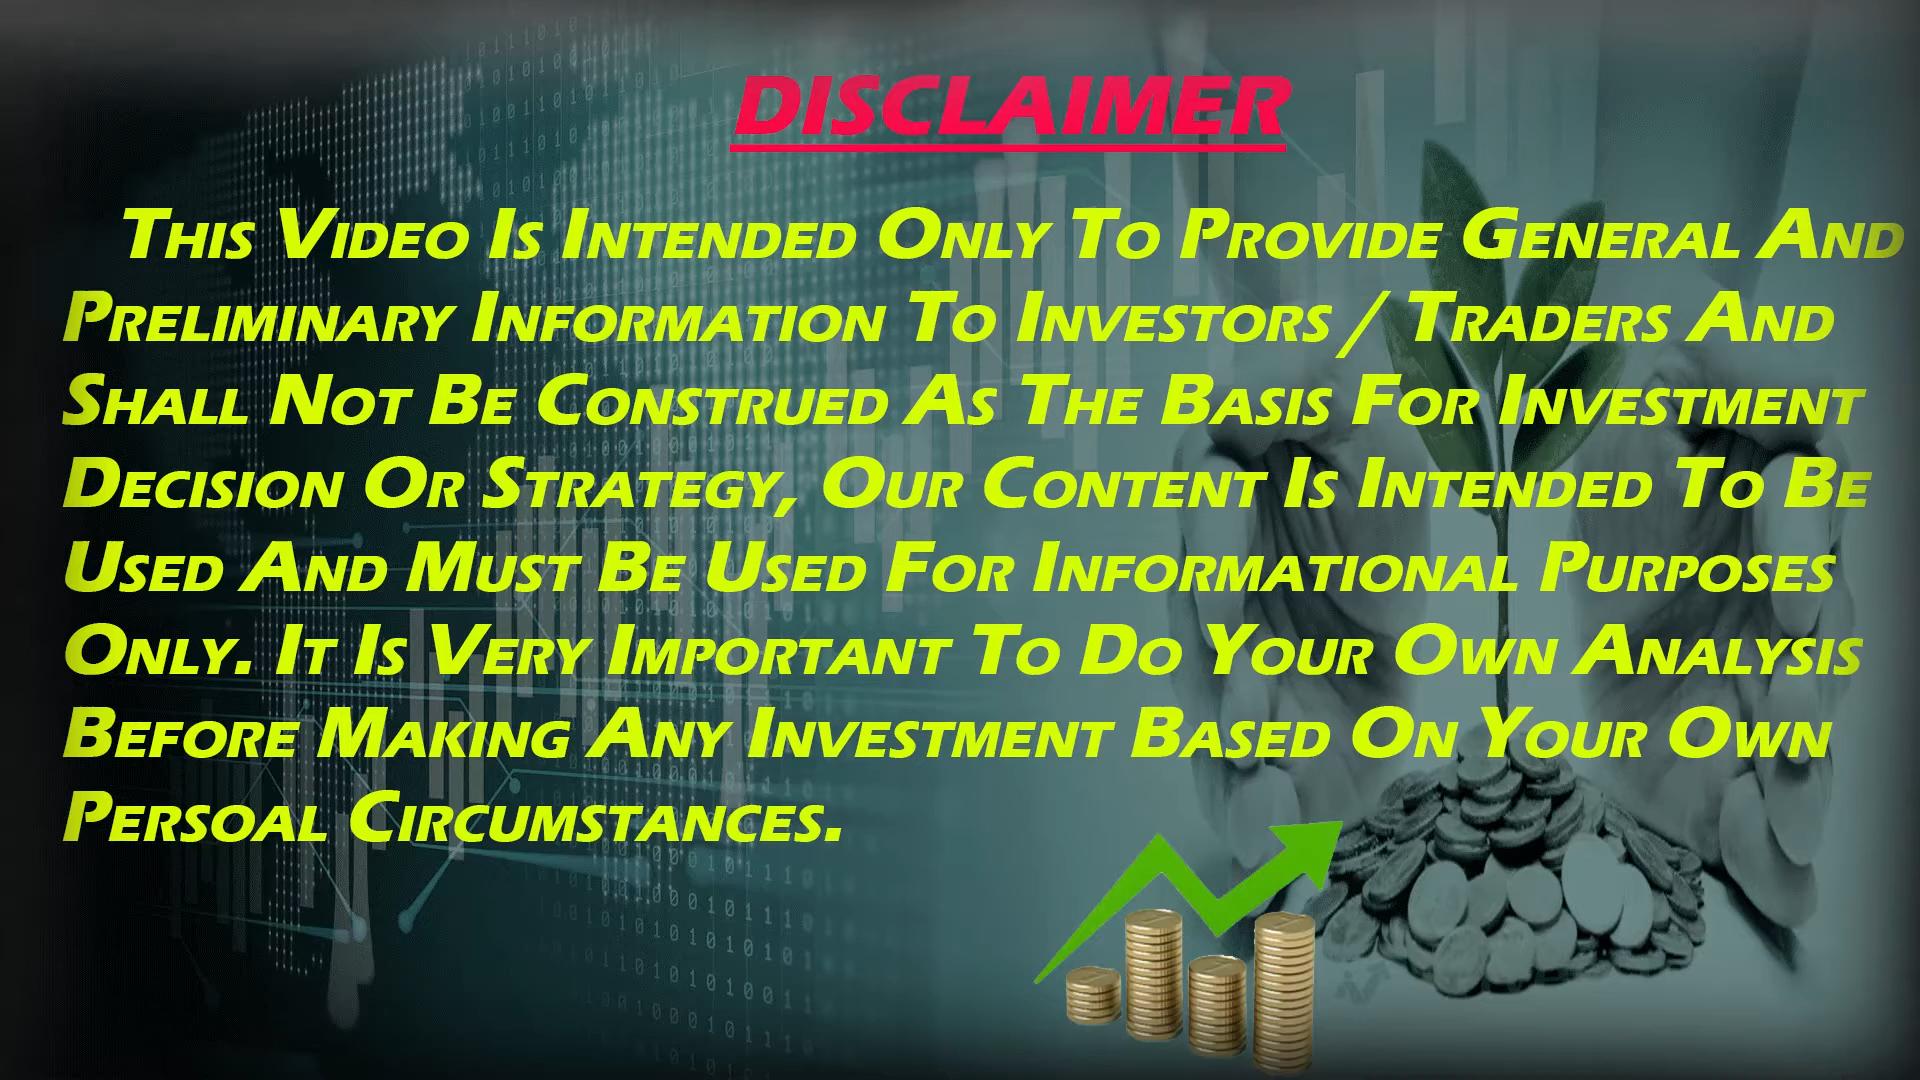 DISCLAIMER
THIS VIDEO IS INTENDED ONLY TO PROVIDE GENERAL AND
PRELIMINARY INFORMATION TO INVESTORS / TRADERS AND
SHALL NOT BE CONSTRUED AS THE BASIS FOR INVESTMENT
DECISION OR STRATEGY, OUR CONTENT IS INTENDED TO BE
USED AND MUST BE USED FOR INFORMATIONAL PURPOSES
ONLY. IT IS VERY IMPORTANT TO DO YOUR OWN ANALYSIS
BEFORE MAKING ANY INVESTMENT BASED ON YOUR OWN
PERSOAL CIRCUMSTANCES.